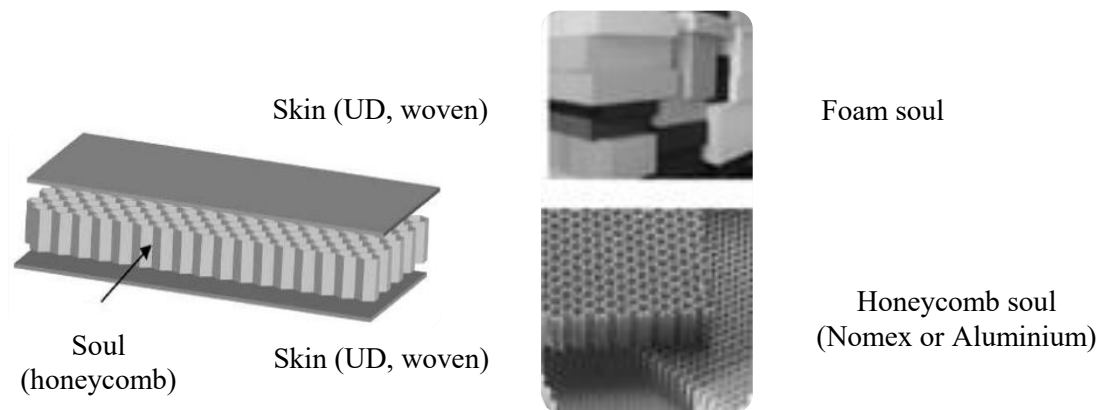 Skin (UD, woven)
Foam soul
Soul
(honeycomb)
Skin (UD, woven)
Honeycomb soul
(Nomex or Aluminium)